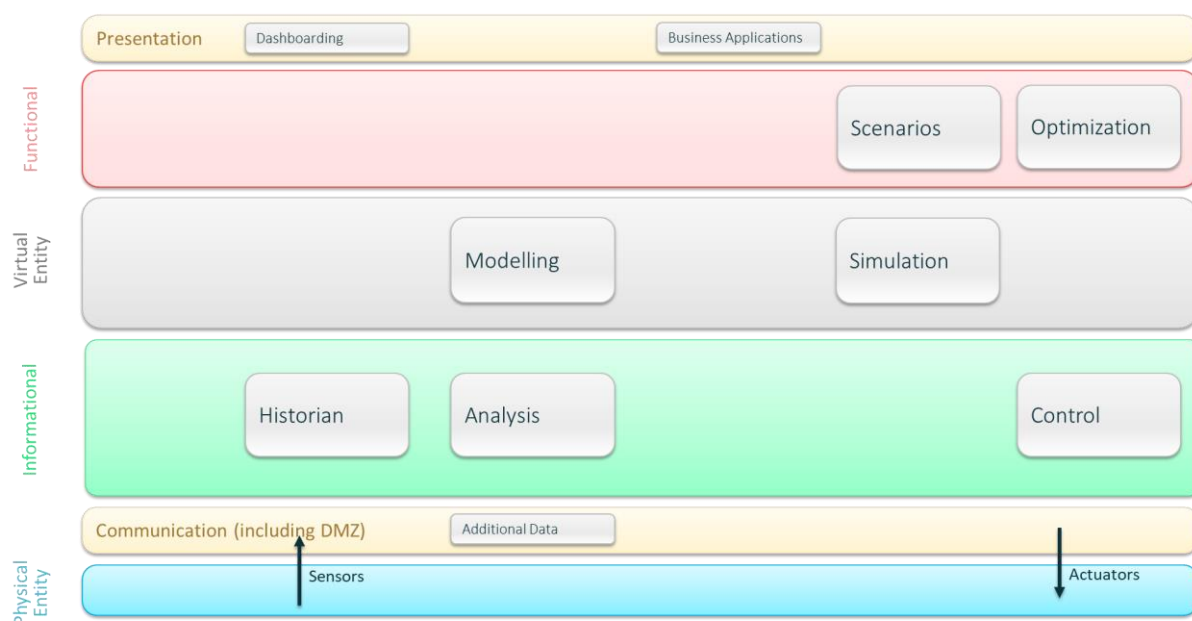 Presentation
Dashboarding
Business Applications
Functional
Scenarios
Optimization
Virtual
Entity
Modelling
Simulation
Informational
Historian
Analysis
Control
Communication (including DMZ)
Additional Data
Physical
Entity
Sensors
Actuators